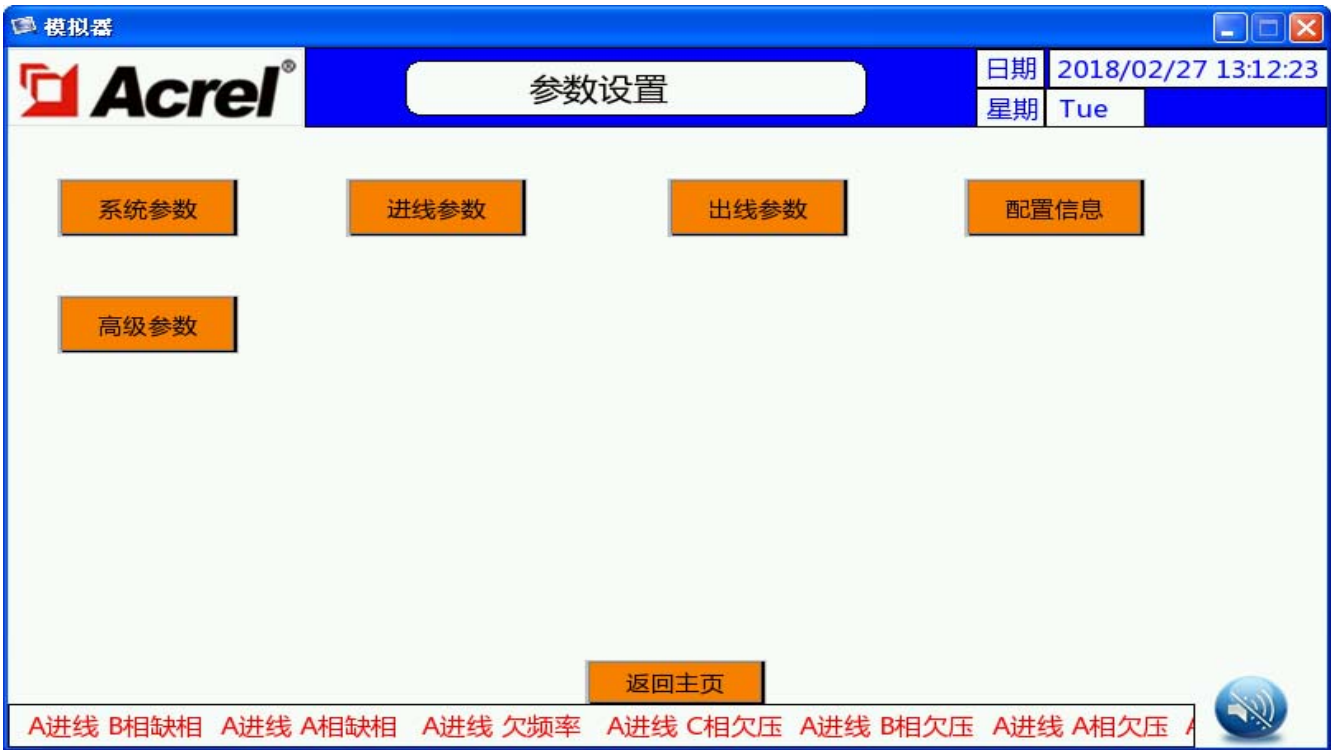 模拟器
Acrel®
参数设置
日期 2018/02/27 13:12:23
星期 Tue
系统参数 进线参数 出线参数 配置信息
高级参数
返回主页
A进线 B相缺相 A进线 A相缺相 A进线 欠频率 A进线 C相欠压 A进线 B相欠压 A进线 A相欠压